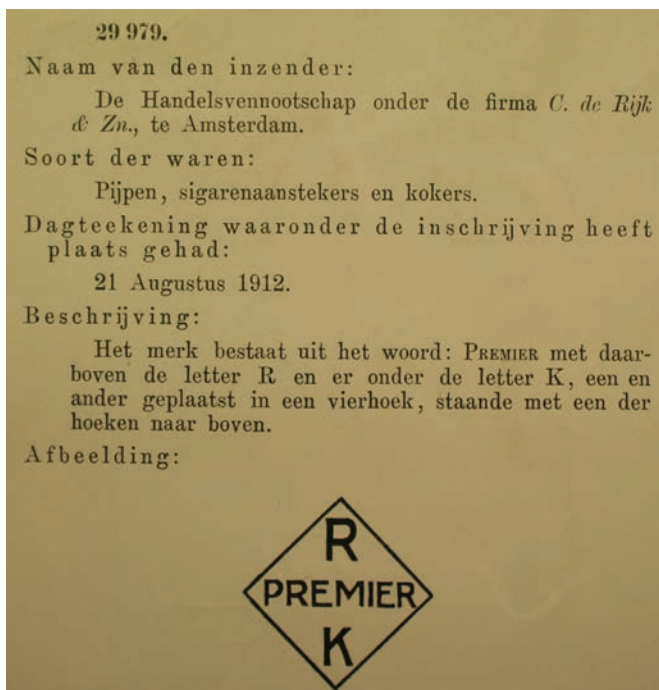 29 979.
Naam van den inzender:
De Handelsvennootschap onder de firma C. de Rijk
& Zn., te Amsterdam.
Soort der waren:
Pijpen, sigarenaanstekers en kokers.
Dagteekening waaronder de inschrijving heeft
plaats gehad:
21 Augustus 1912.
Beschrijving:
Het merk bestaat uit het woord: PREMIER met daar-
boven de letter R en er onder de letter K, een en
ander geplaatst in een vierhoek, staande met een der
hoeken naar boven.
Afbeelding:
R
PREMIER
K